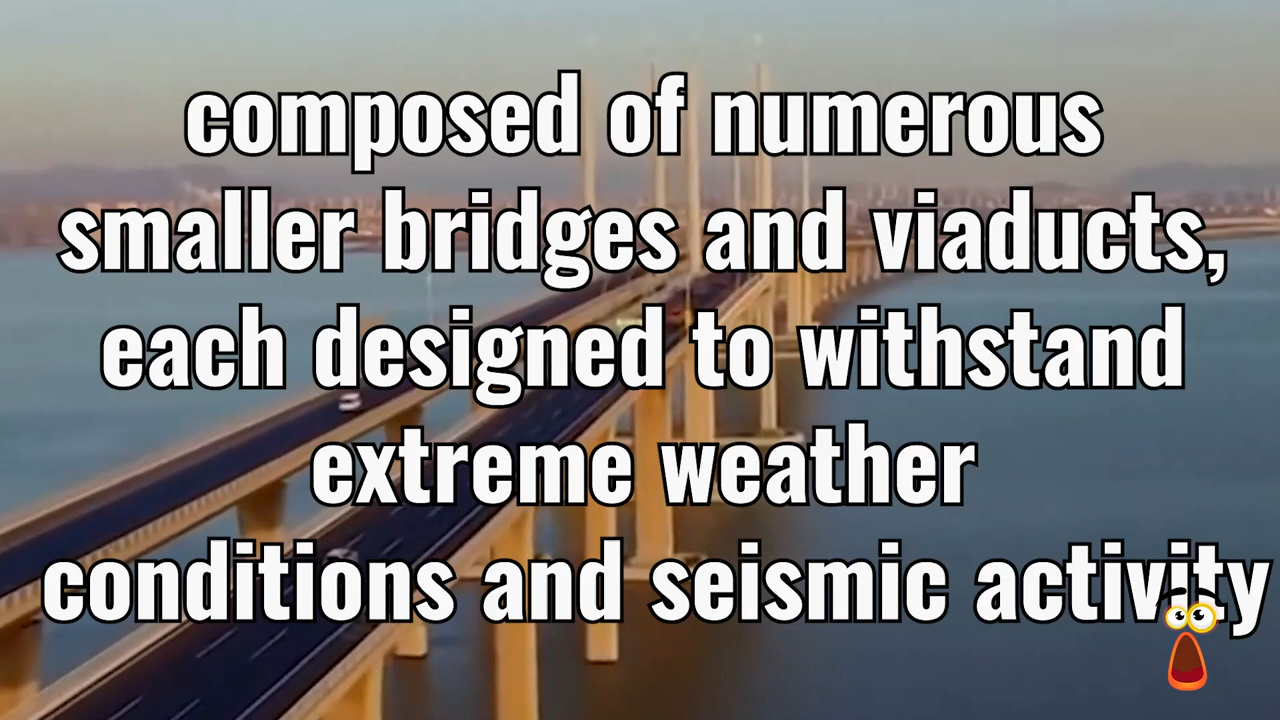 composed of numerous
smaller bridges and viaducts,
each designed to withstand
extreme weather
conditions and seismic activity